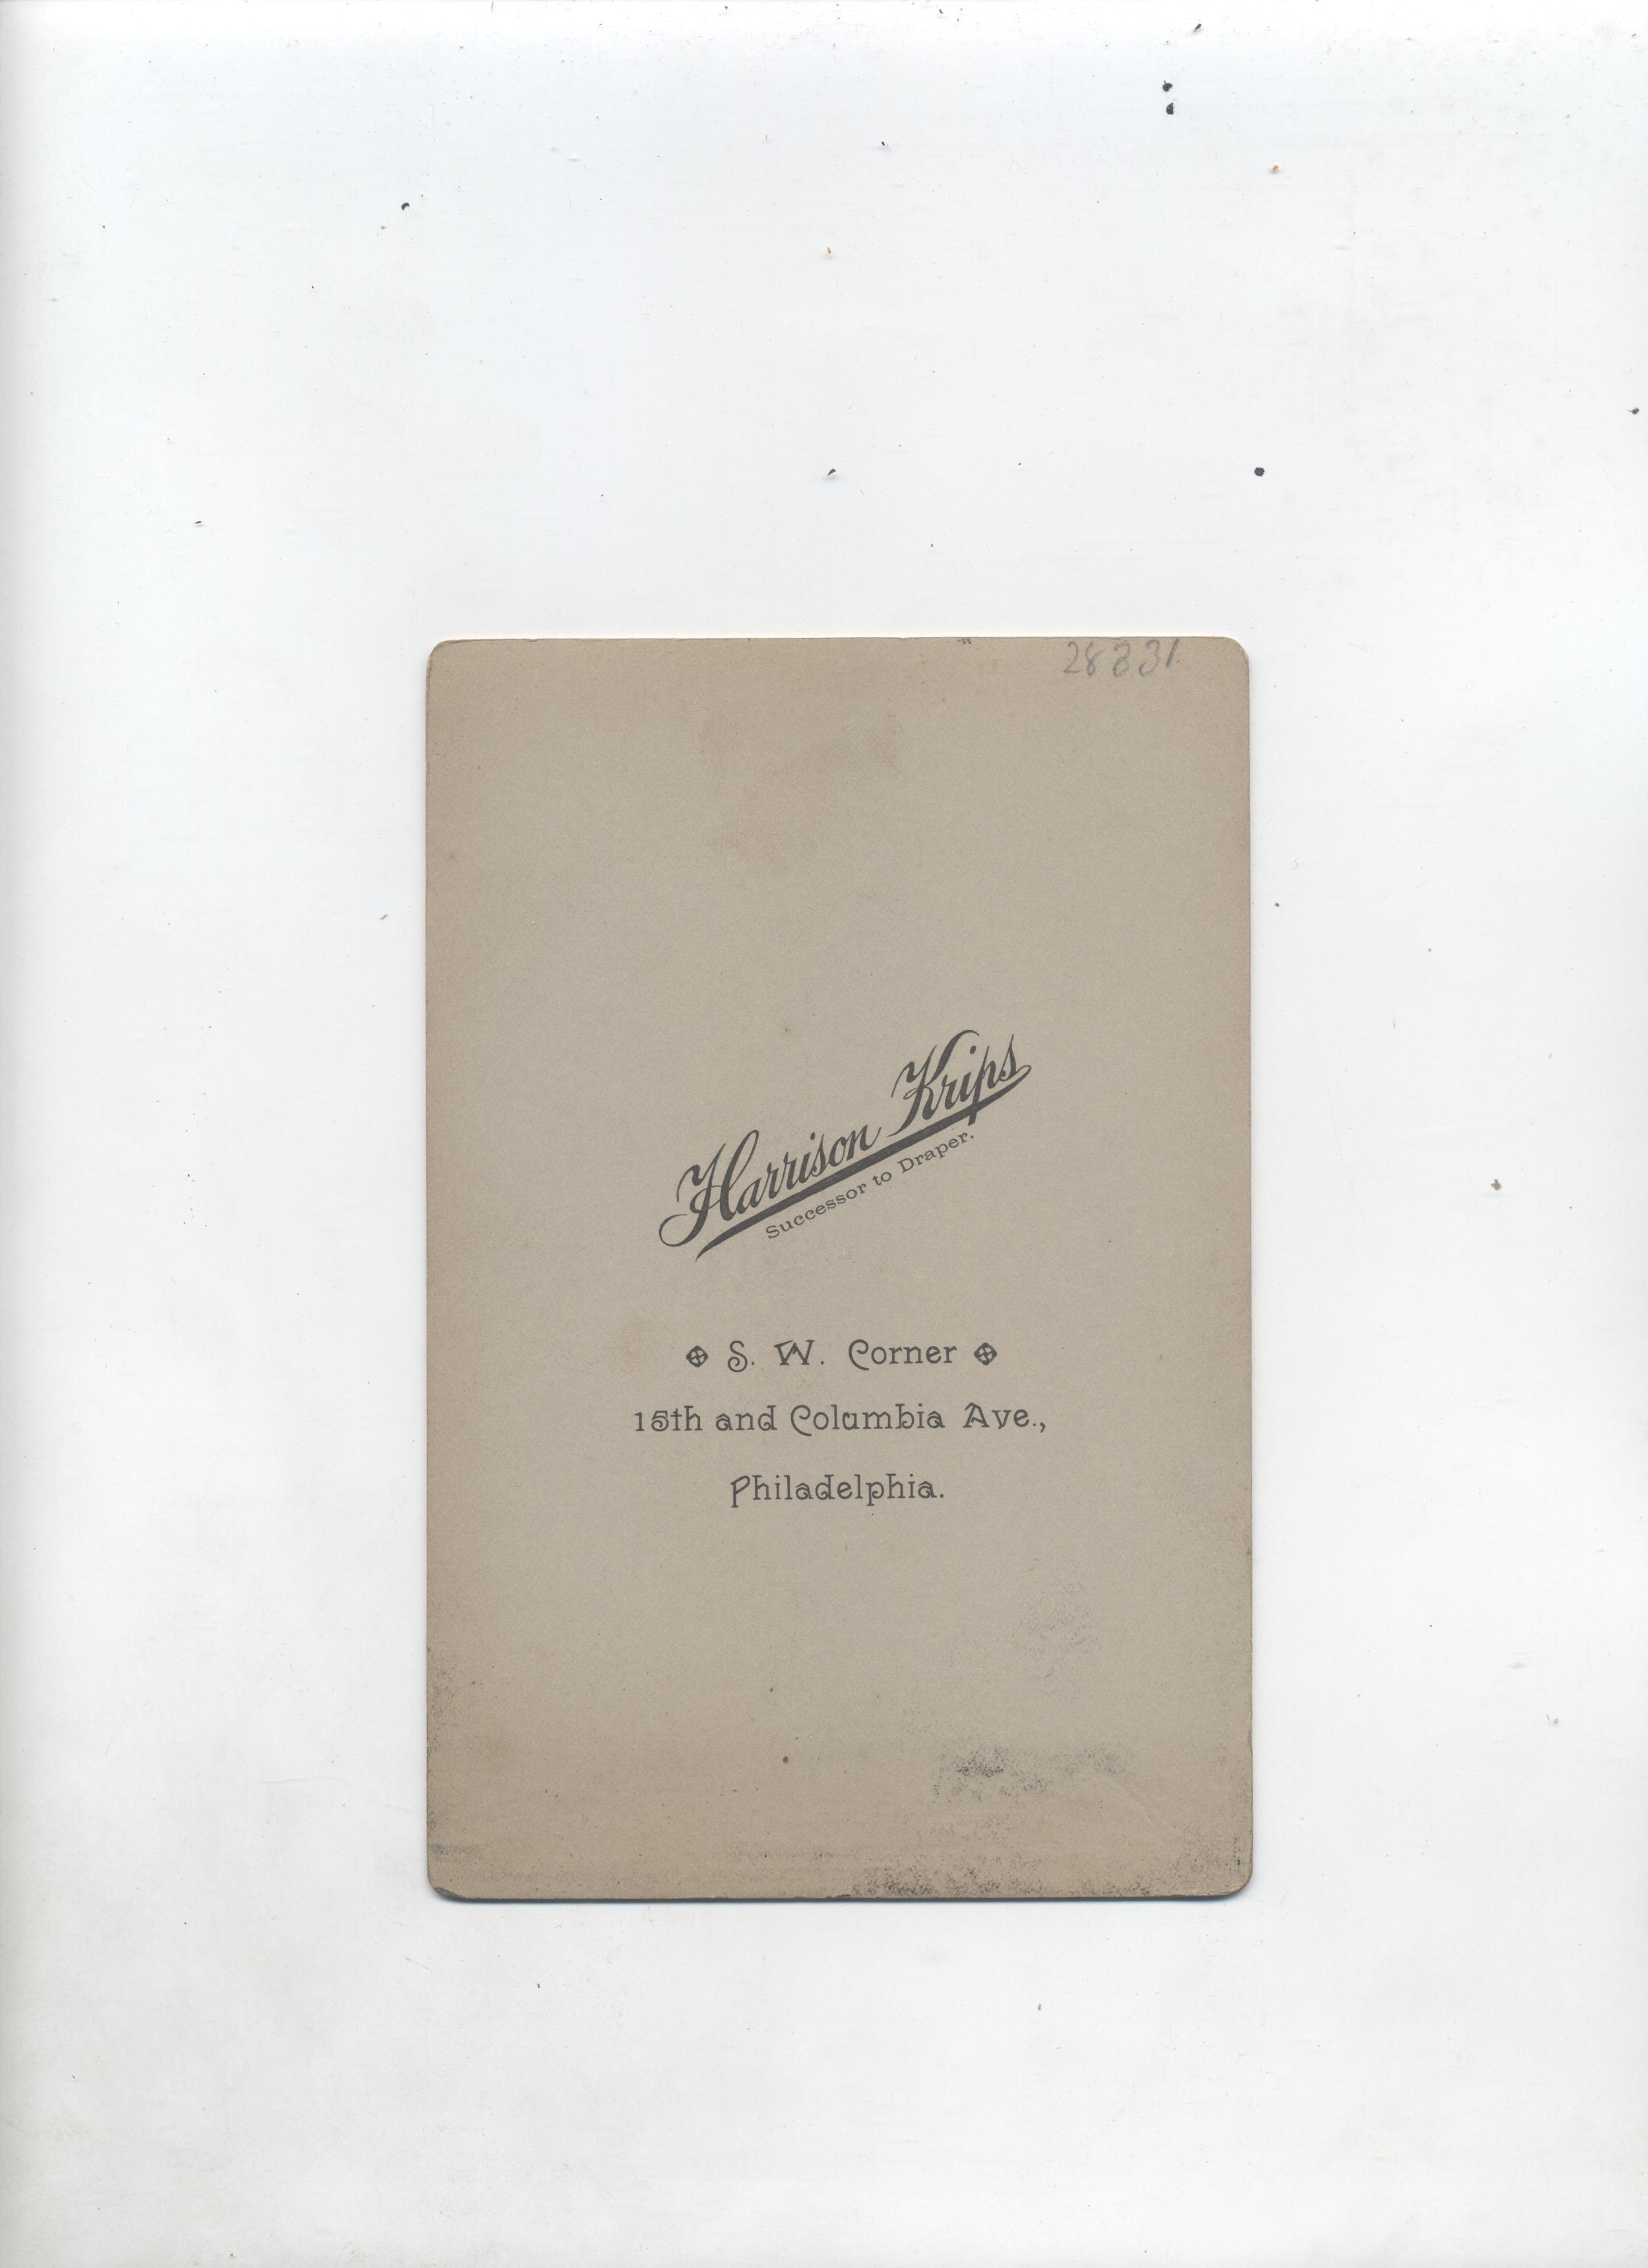 28331
Harrison Krips
Successor to Draper.
S. W. Corner
15th and Columbia Ave.,
Philadelphia.